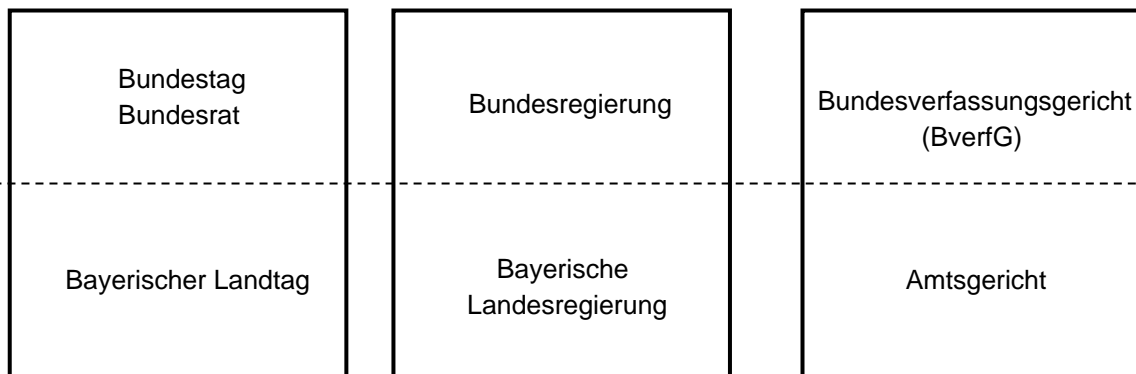 Bundestag
Bundesrat
Bundesregierung
Bundesverfassungsgericht
(BverfG)
Bayerischer Landtag
Bayerische
Landesregierung
Amtsgericht